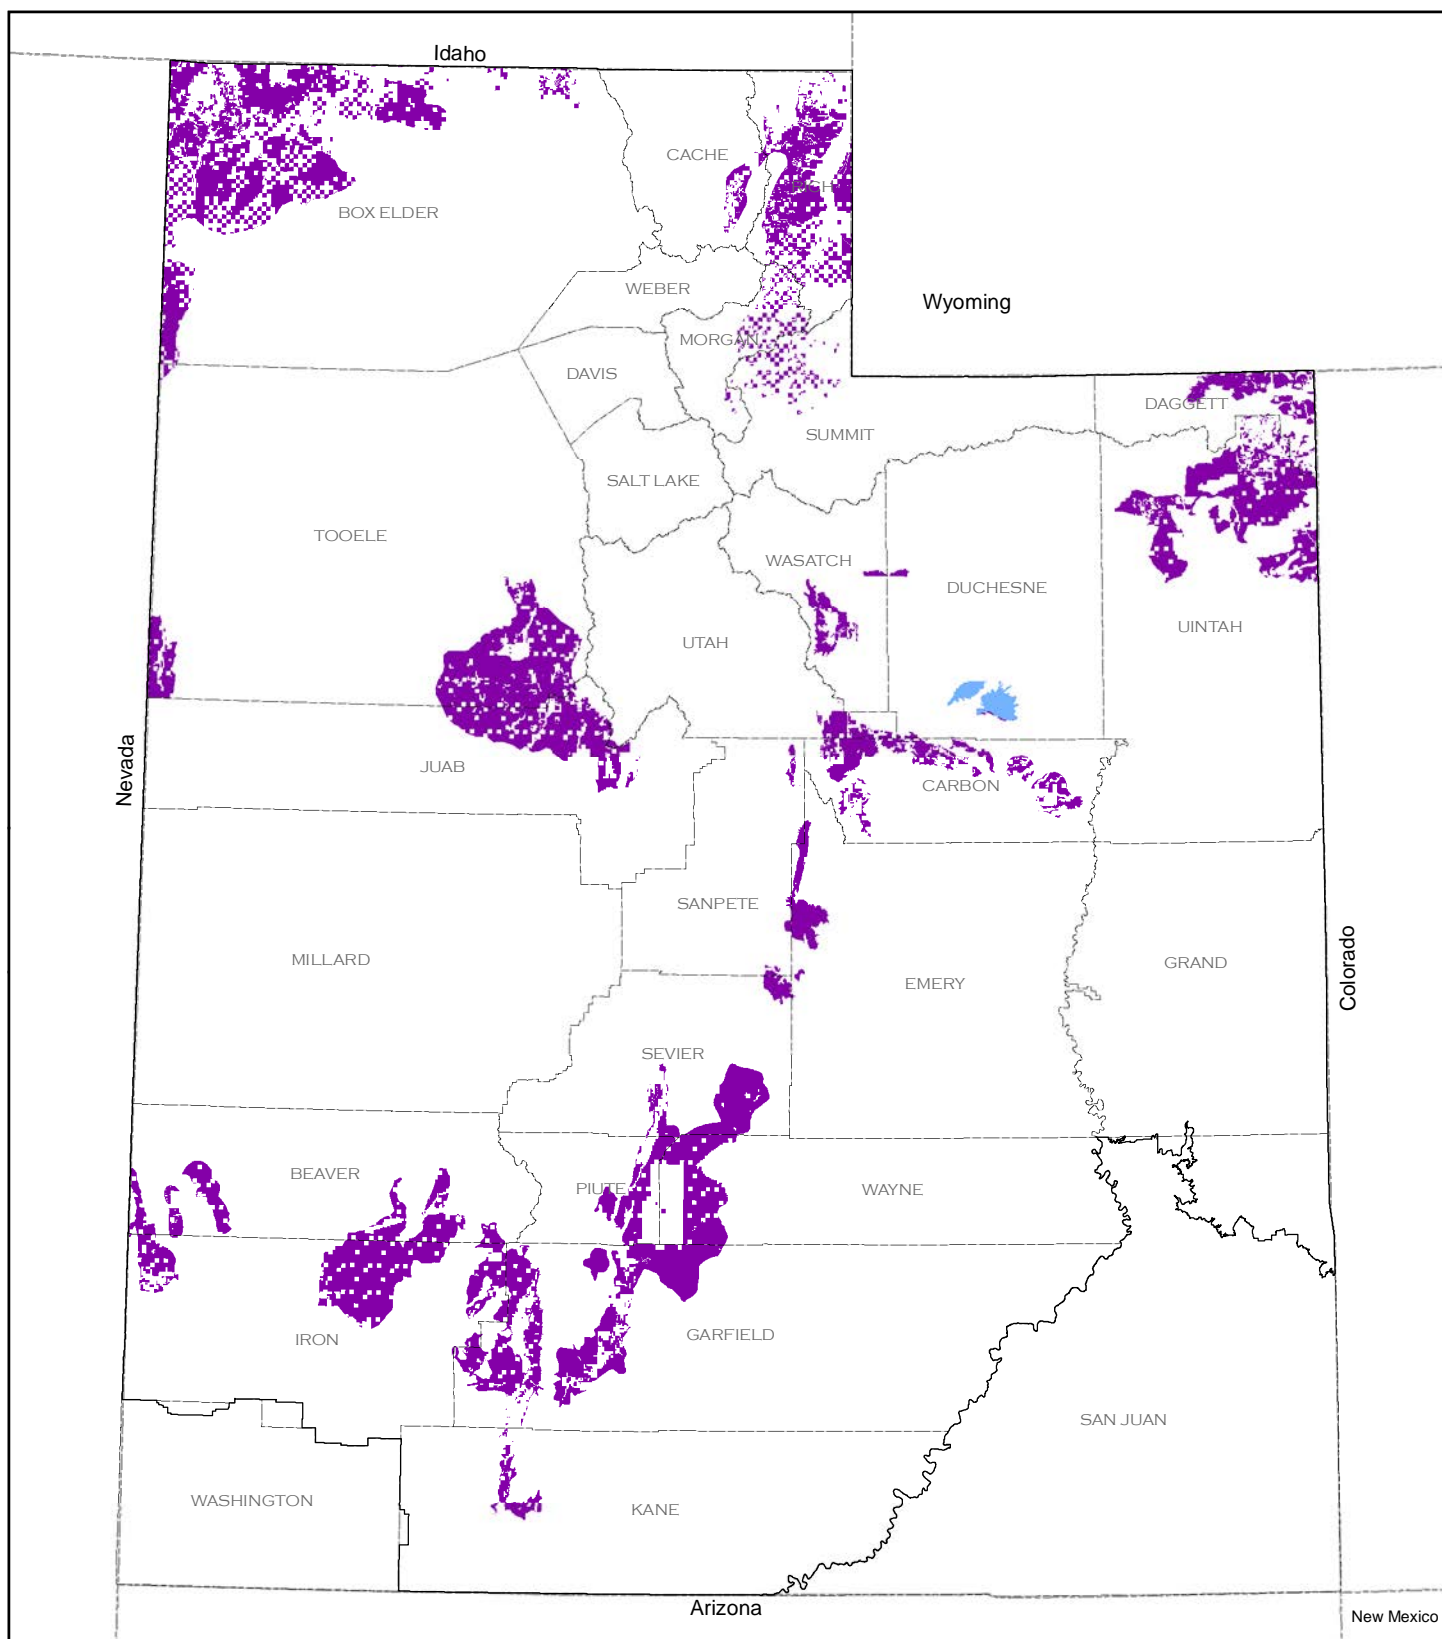 Idaho
CACHE
RICH
BOX ELDER
WEBER
Wyoming
MORGAN
DAVIS
DAGGETT
SUMMIT
SALT LAKE
TOOELE
WASATCH
DUCHESNE
UINTAH
UTAH
Nevada
JUAB
CARBON
SANPETE
MILLARD
EMERY
GRAND
Colorado
SEVIER
BEAVER
PIUTE
WAYNE
IRON
GARFIELD
SAN JUAN
WASHINGTON
KANE
Arizona
New Mexico